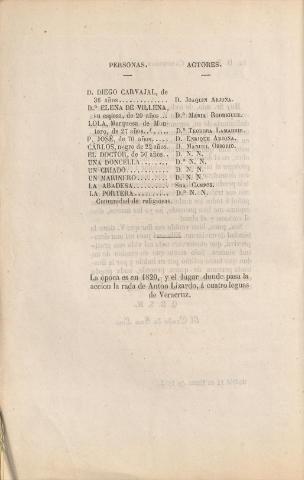 PERSONAS. ACTORES.
D. DIEGO CARVAJAL, de
36 años.............. D. Joaquin Arjona.
D.ª ELENA DE VILLENA,
su esposa, de 20 años... D.ª María Rodriguez.
LOLA, Marquesa de Mon-
tero, de 27 años......... D.ª Teodora Lamadrid.
P. JOSÉ, de 70 años..... D. Enrique Arjona.
CÁRLOS, negro de 22 años. D. Manuel Osorio.
EL DOCTOR, de 50 años.. D. N. N.
UNA DONCELLA......... D.ª N. N.
UN CRIADO............. D. N. N.
UN MARINERO.......... D. N. N.
LA ABADESA............ Sra. Campos.
LA PORTERA........... D.ª N. N.
Comunidad de religiosas.
La época es en 1820, y el lugar donde pasa la
accion la rada de Anton Lizardo, á cuatro leguas
de Veracruz.